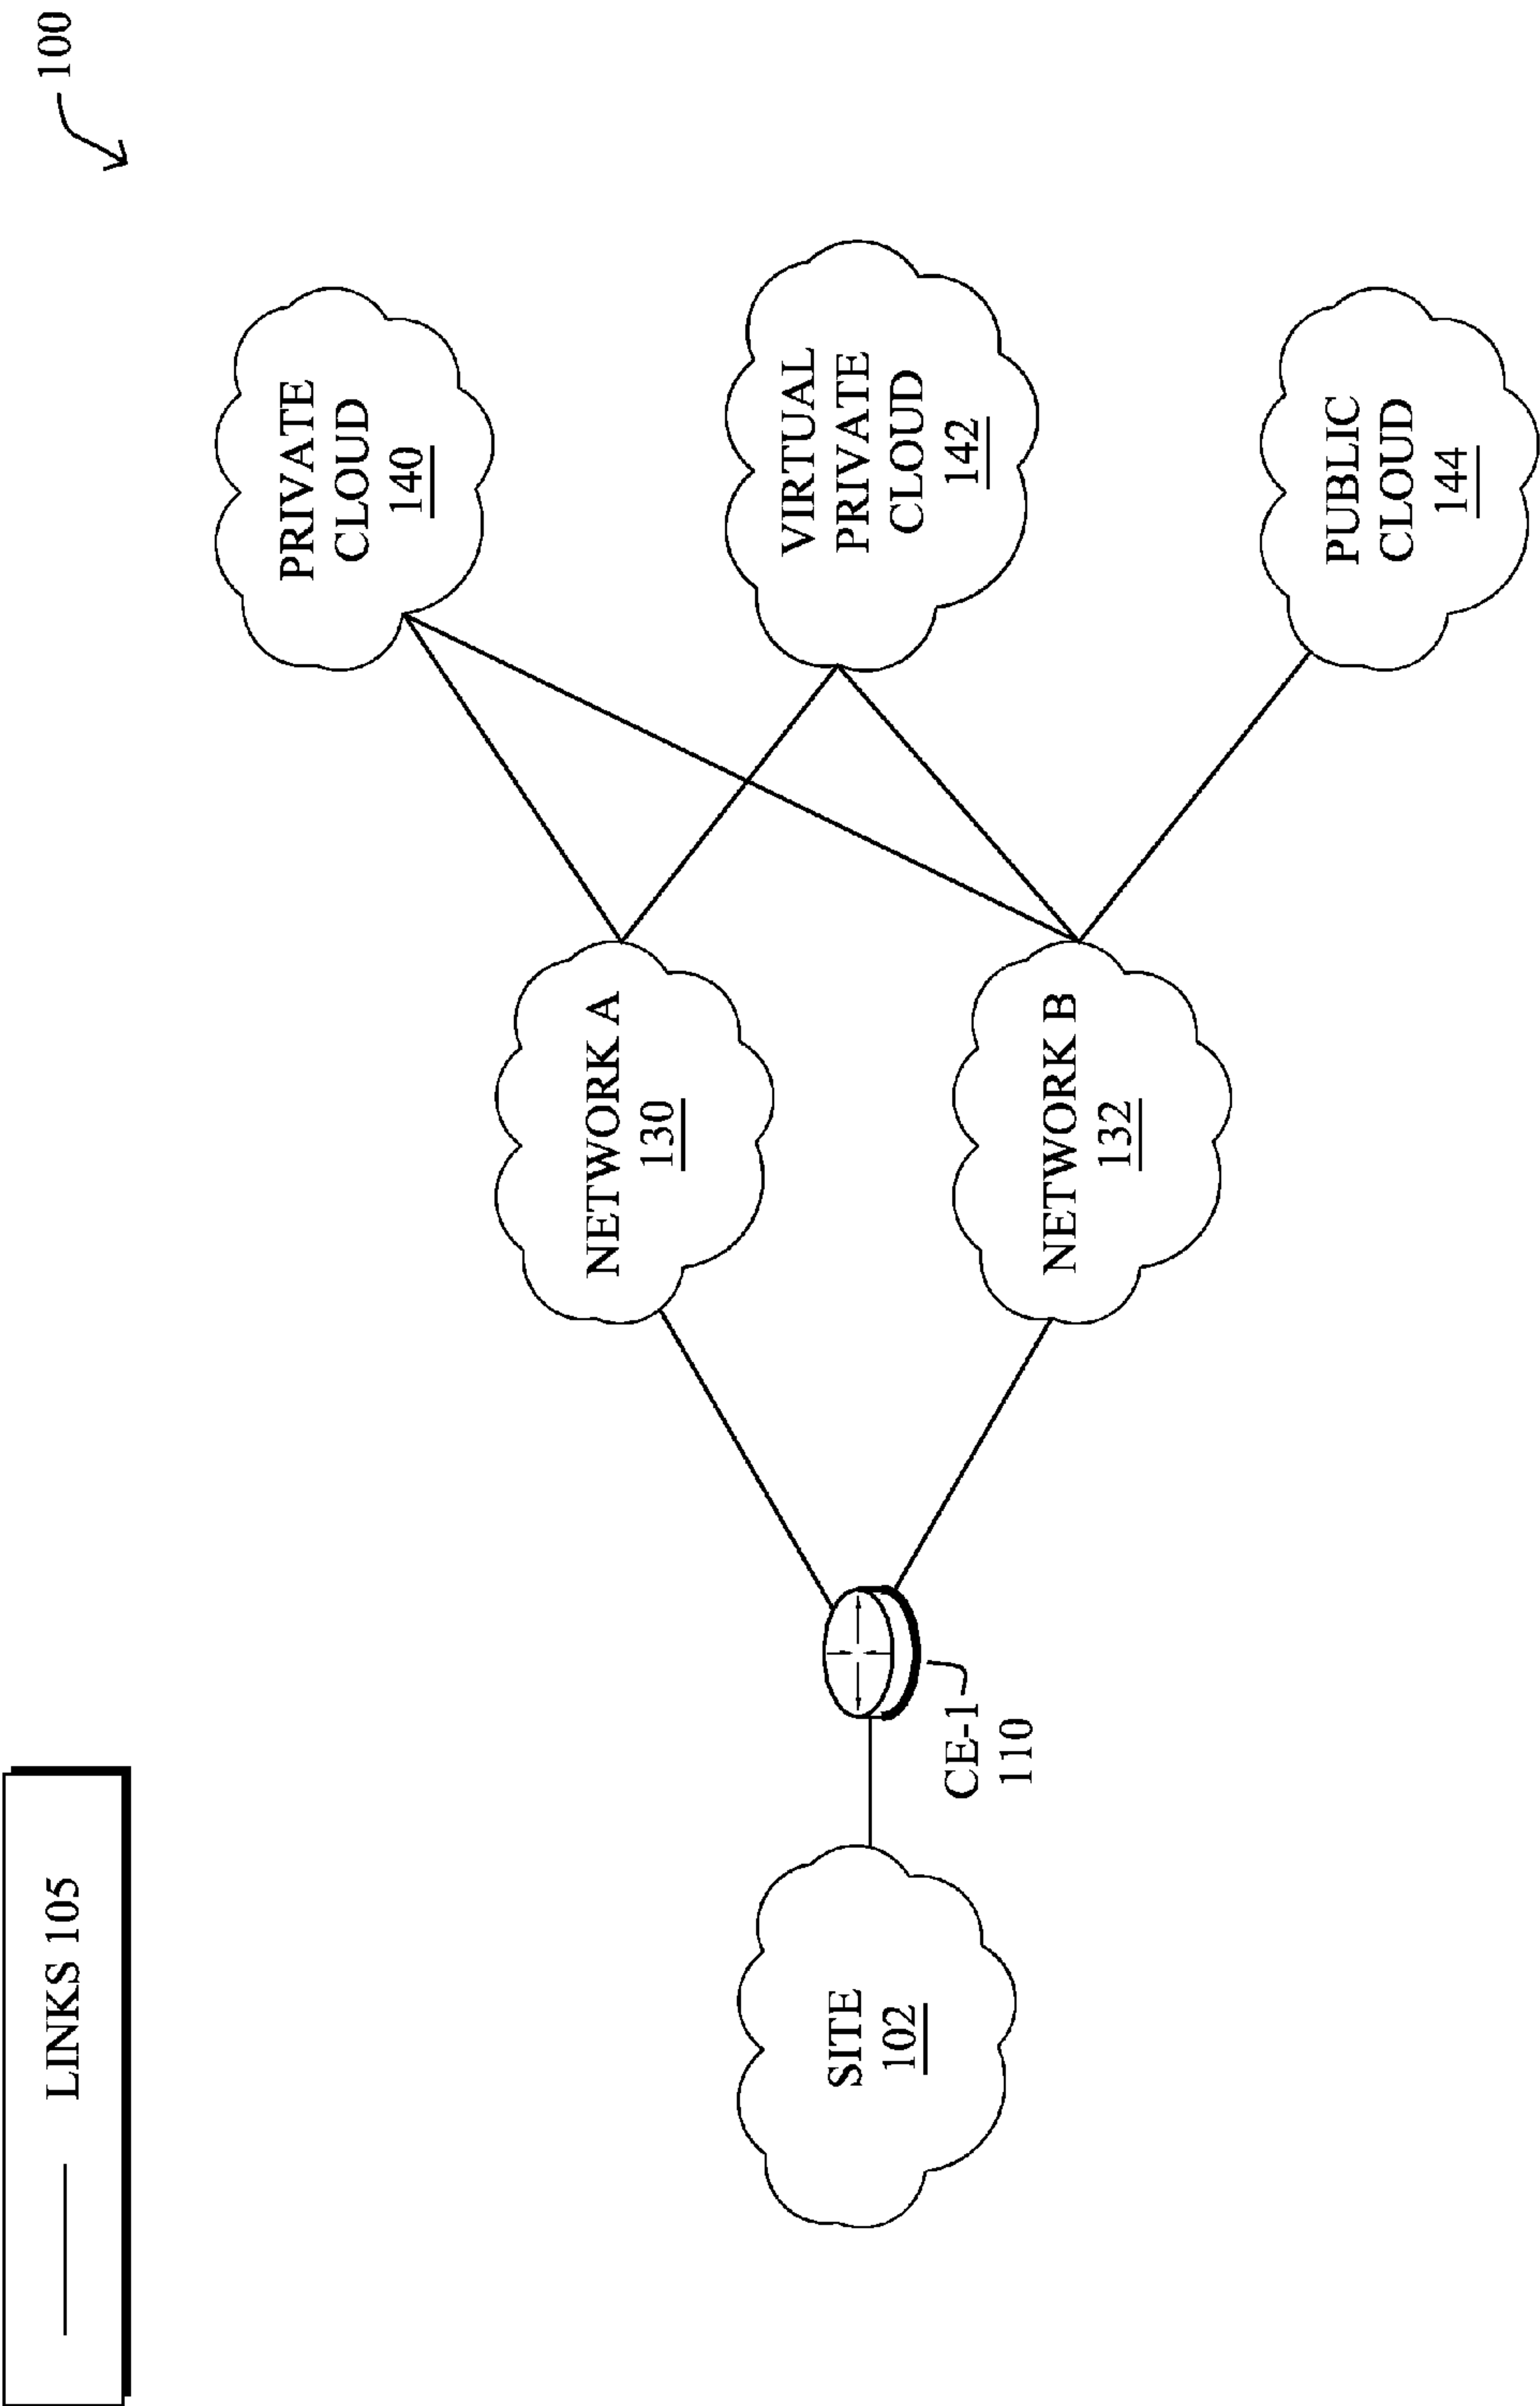 LINKS 105
100
PRIVATE
CLOUD
140
NETWORK A
130
VIRTUAL
PRIVATE
CLOUD
142
SITE
102
CE-1
110
NETWORK B
132
PUBLIC
CLOUD
144